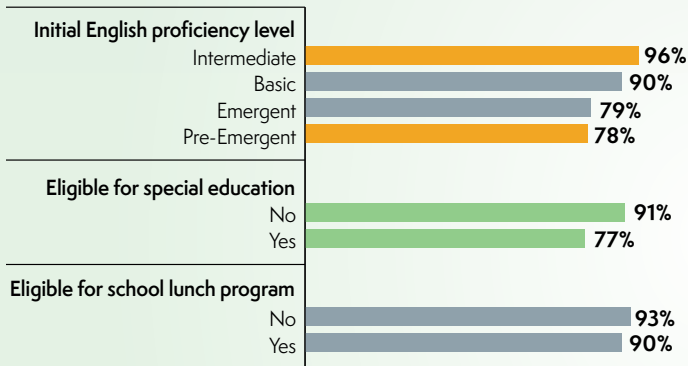 Initial English proficiency level
Intermediate 96%
Basic 90%
Emergent 79%
Pre-Emergent 78%
Eligible for special education
No 91%
Yes 77%
Eligible for school lunch program
No 93%
Yes 90%